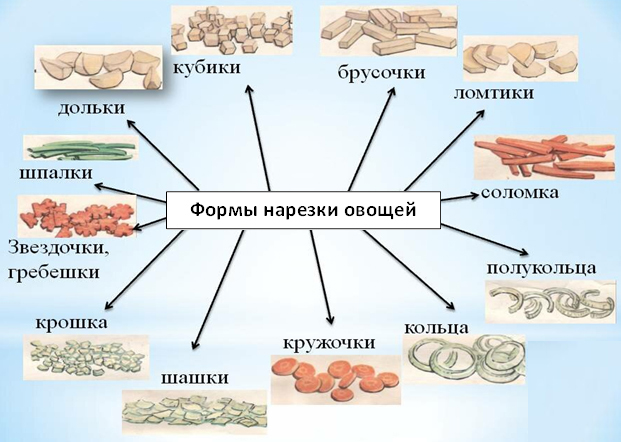 кубики
брусочки
ломтики
дольки
шпалки
соломка
Формы нарезки овощей
Звездочки,
гребешки
полукольца
крошка
кружочки
кольца
шашки